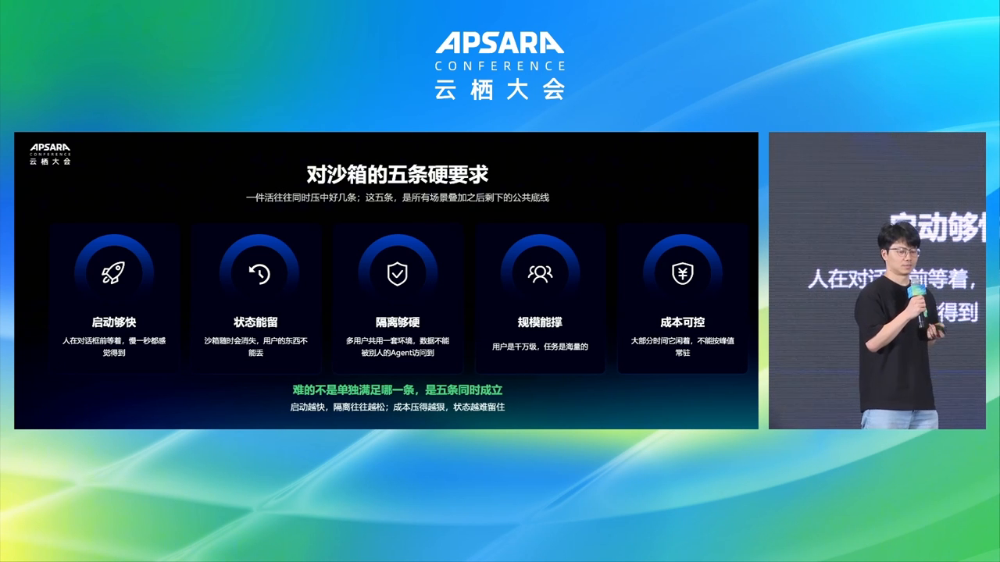 APSARA
CONFERENCE
云栖大会
APSARA
CONFERENCE
云栖大会
对沙箱的五条硬要求
一件活往往同时压中好几条；这五条，是所有场景叠加之后剩下的公共底线
启动够快
人在对话框前等着，慢一秒都感
觉得到
状态能留
沙箱随时会消失，用户的东西不
能丢
隔离够硬
多用户共用一套环境，数据不能
被别人的Agent访问到
规模能撑
用户是千万级，任务是海量的
成本可控
大部分时间它闲着，不能按峰值
常驻
难的不是单独满足哪一条，是五条同时成立
启动越快，隔离往往越松；成本压得越狠，状态越难留住
启动够快
人在对话 前等着，
得到